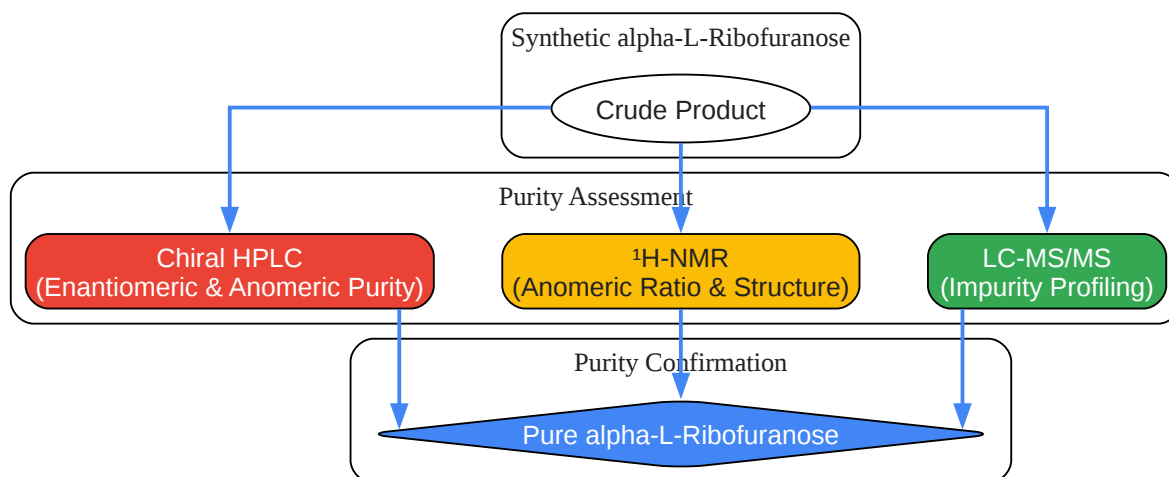 Synthetic alpha-L-Ribofuranose
Crude Product
Purity Assessment
Chiral HPLC
(Enantiomeric & Anomeric Purity)
¹H-NMR
(Anomeric Ratio & Structure)
LC-MS/MS
(Impurity Profiling)
Purity Confirmation
Pure alpha-L-Ribofuranose